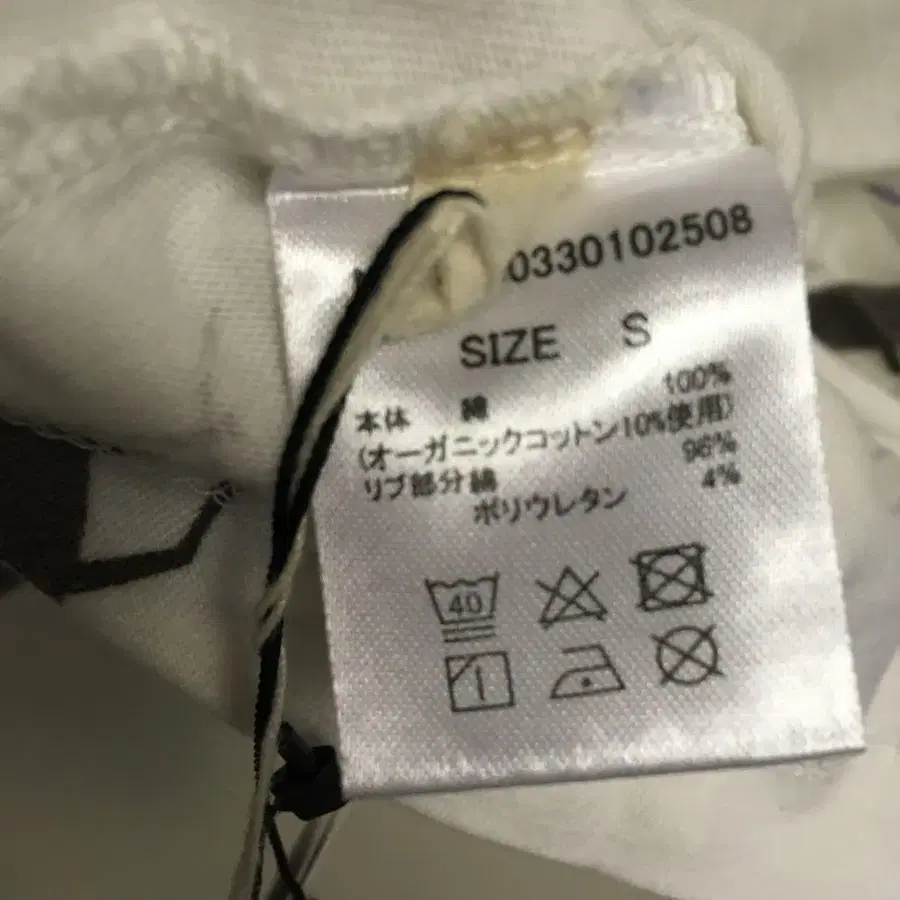 0330102508
SIZE S
本体 綿 100%
(オーガニックコットン10%使用)
リブ部分綿 96%
ポリウレタン 4%
40